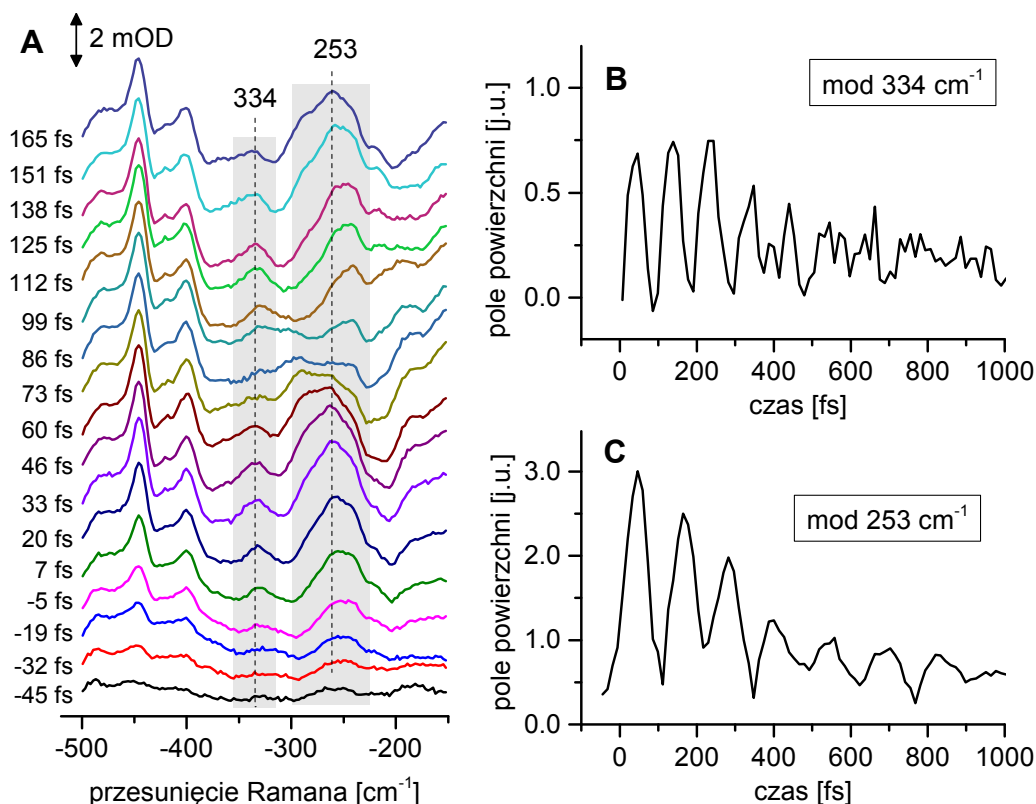 A
2 mOD
253
334
165 fs
151 fs
138 fs
125 fs
112 fs
99 fs
86 fs
73 fs
60 fs
46 fs
33 fs
20 fs
7 fs
-5 fs
-19 fs
-32 fs
-45 fs
-500 -400 -300 -200
przesunięcie Ramana [cm-1]
B
mod 334 cm-1
1.0
0.5
0.0
pole powierzchni [j.u.]
0 200 400 600 800 1000
czas [fs]
C
mod 253 cm-1
3.0
2.0
1.0
0.0
pole powierzchni [j.u.]
0 200 400 600 800 1000
czas [fs]